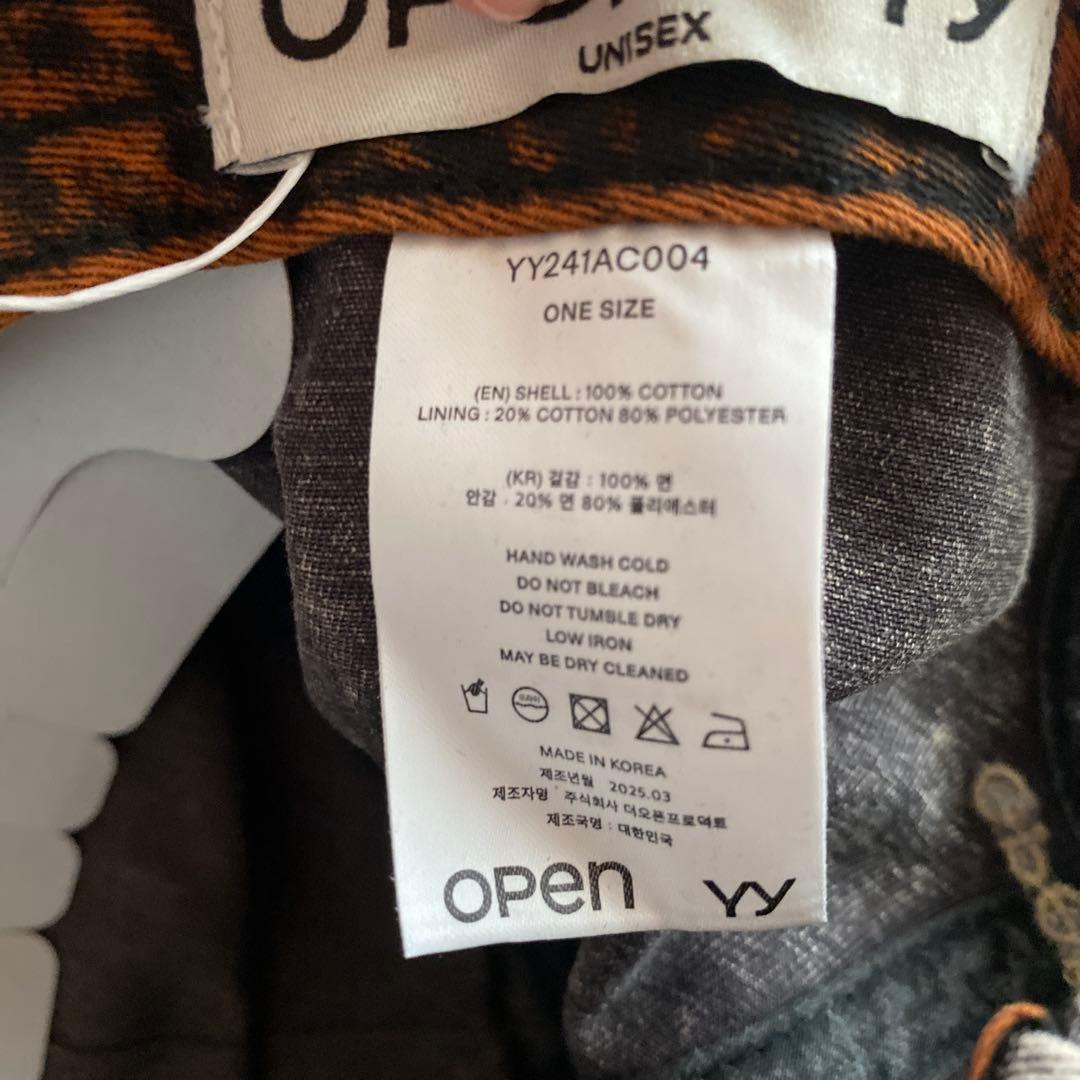 UNISEX
YY241AC004
ONE SIZE
(EN) SHELL : 100% COTTON
LINING : 20% COTTON 80% POLYESTER
(KR) 겉감 : 100% 면
안감 : 20% 면 80% 폴리에스터
HAND WASH COLD
DO NOT BLEACH
DO NOT TUMBLE DRY
LOW IRON
MAY BE DRY CLEANED
MADE IN KOREA
제조년월 2025.03
제조자명 : 주식회사 더오픈프로덕트
제조국명 : 대한민국
OPEN YY